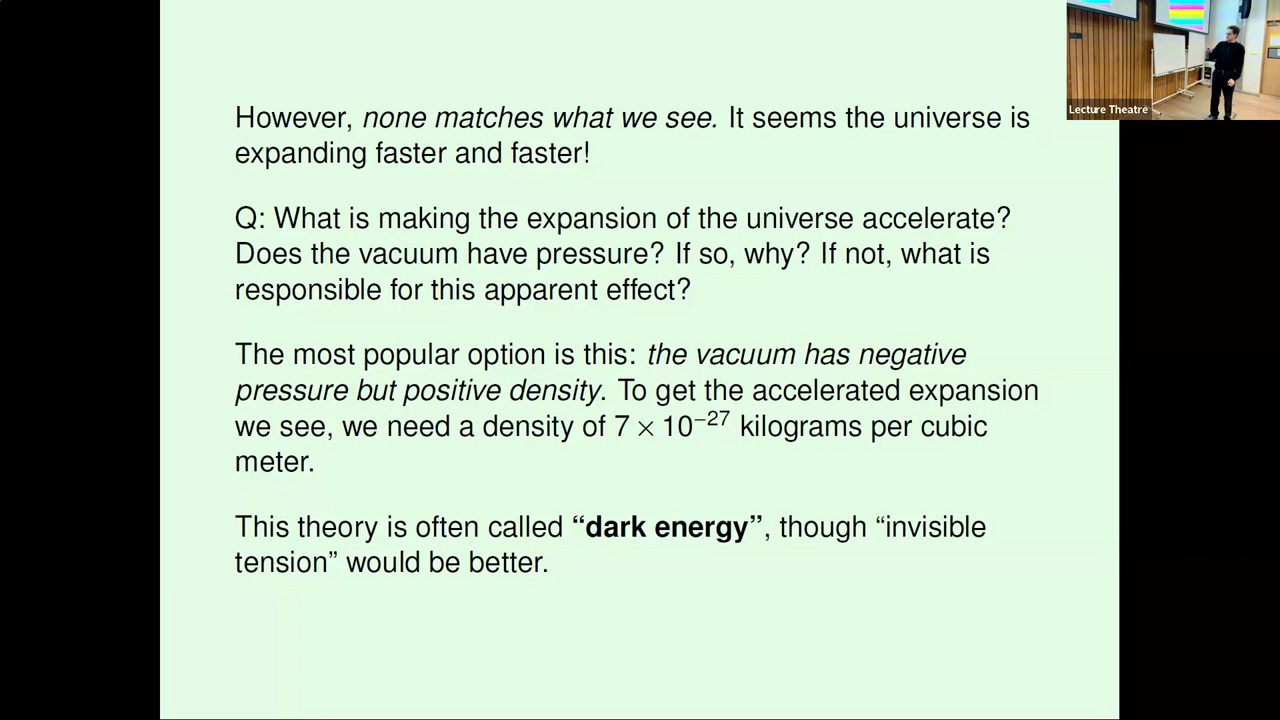 However, none matches what we see. It seems the universe is
expanding faster and faster!
Q: What is making the expansion of the universe accelerate?
Does the vacuum have pressure? If so, why? If not, what is
responsible for this apparent effect?
The most popular option is this: the vacuum has negative
pressure but positive density. To get the accelerated expansion
we see, we need a density of 7 × 10⁻²⁷ kilograms per cubic
meter.
This theory is often called “dark energy”, though “invisible
tension” would be better.
Lecture Theatre